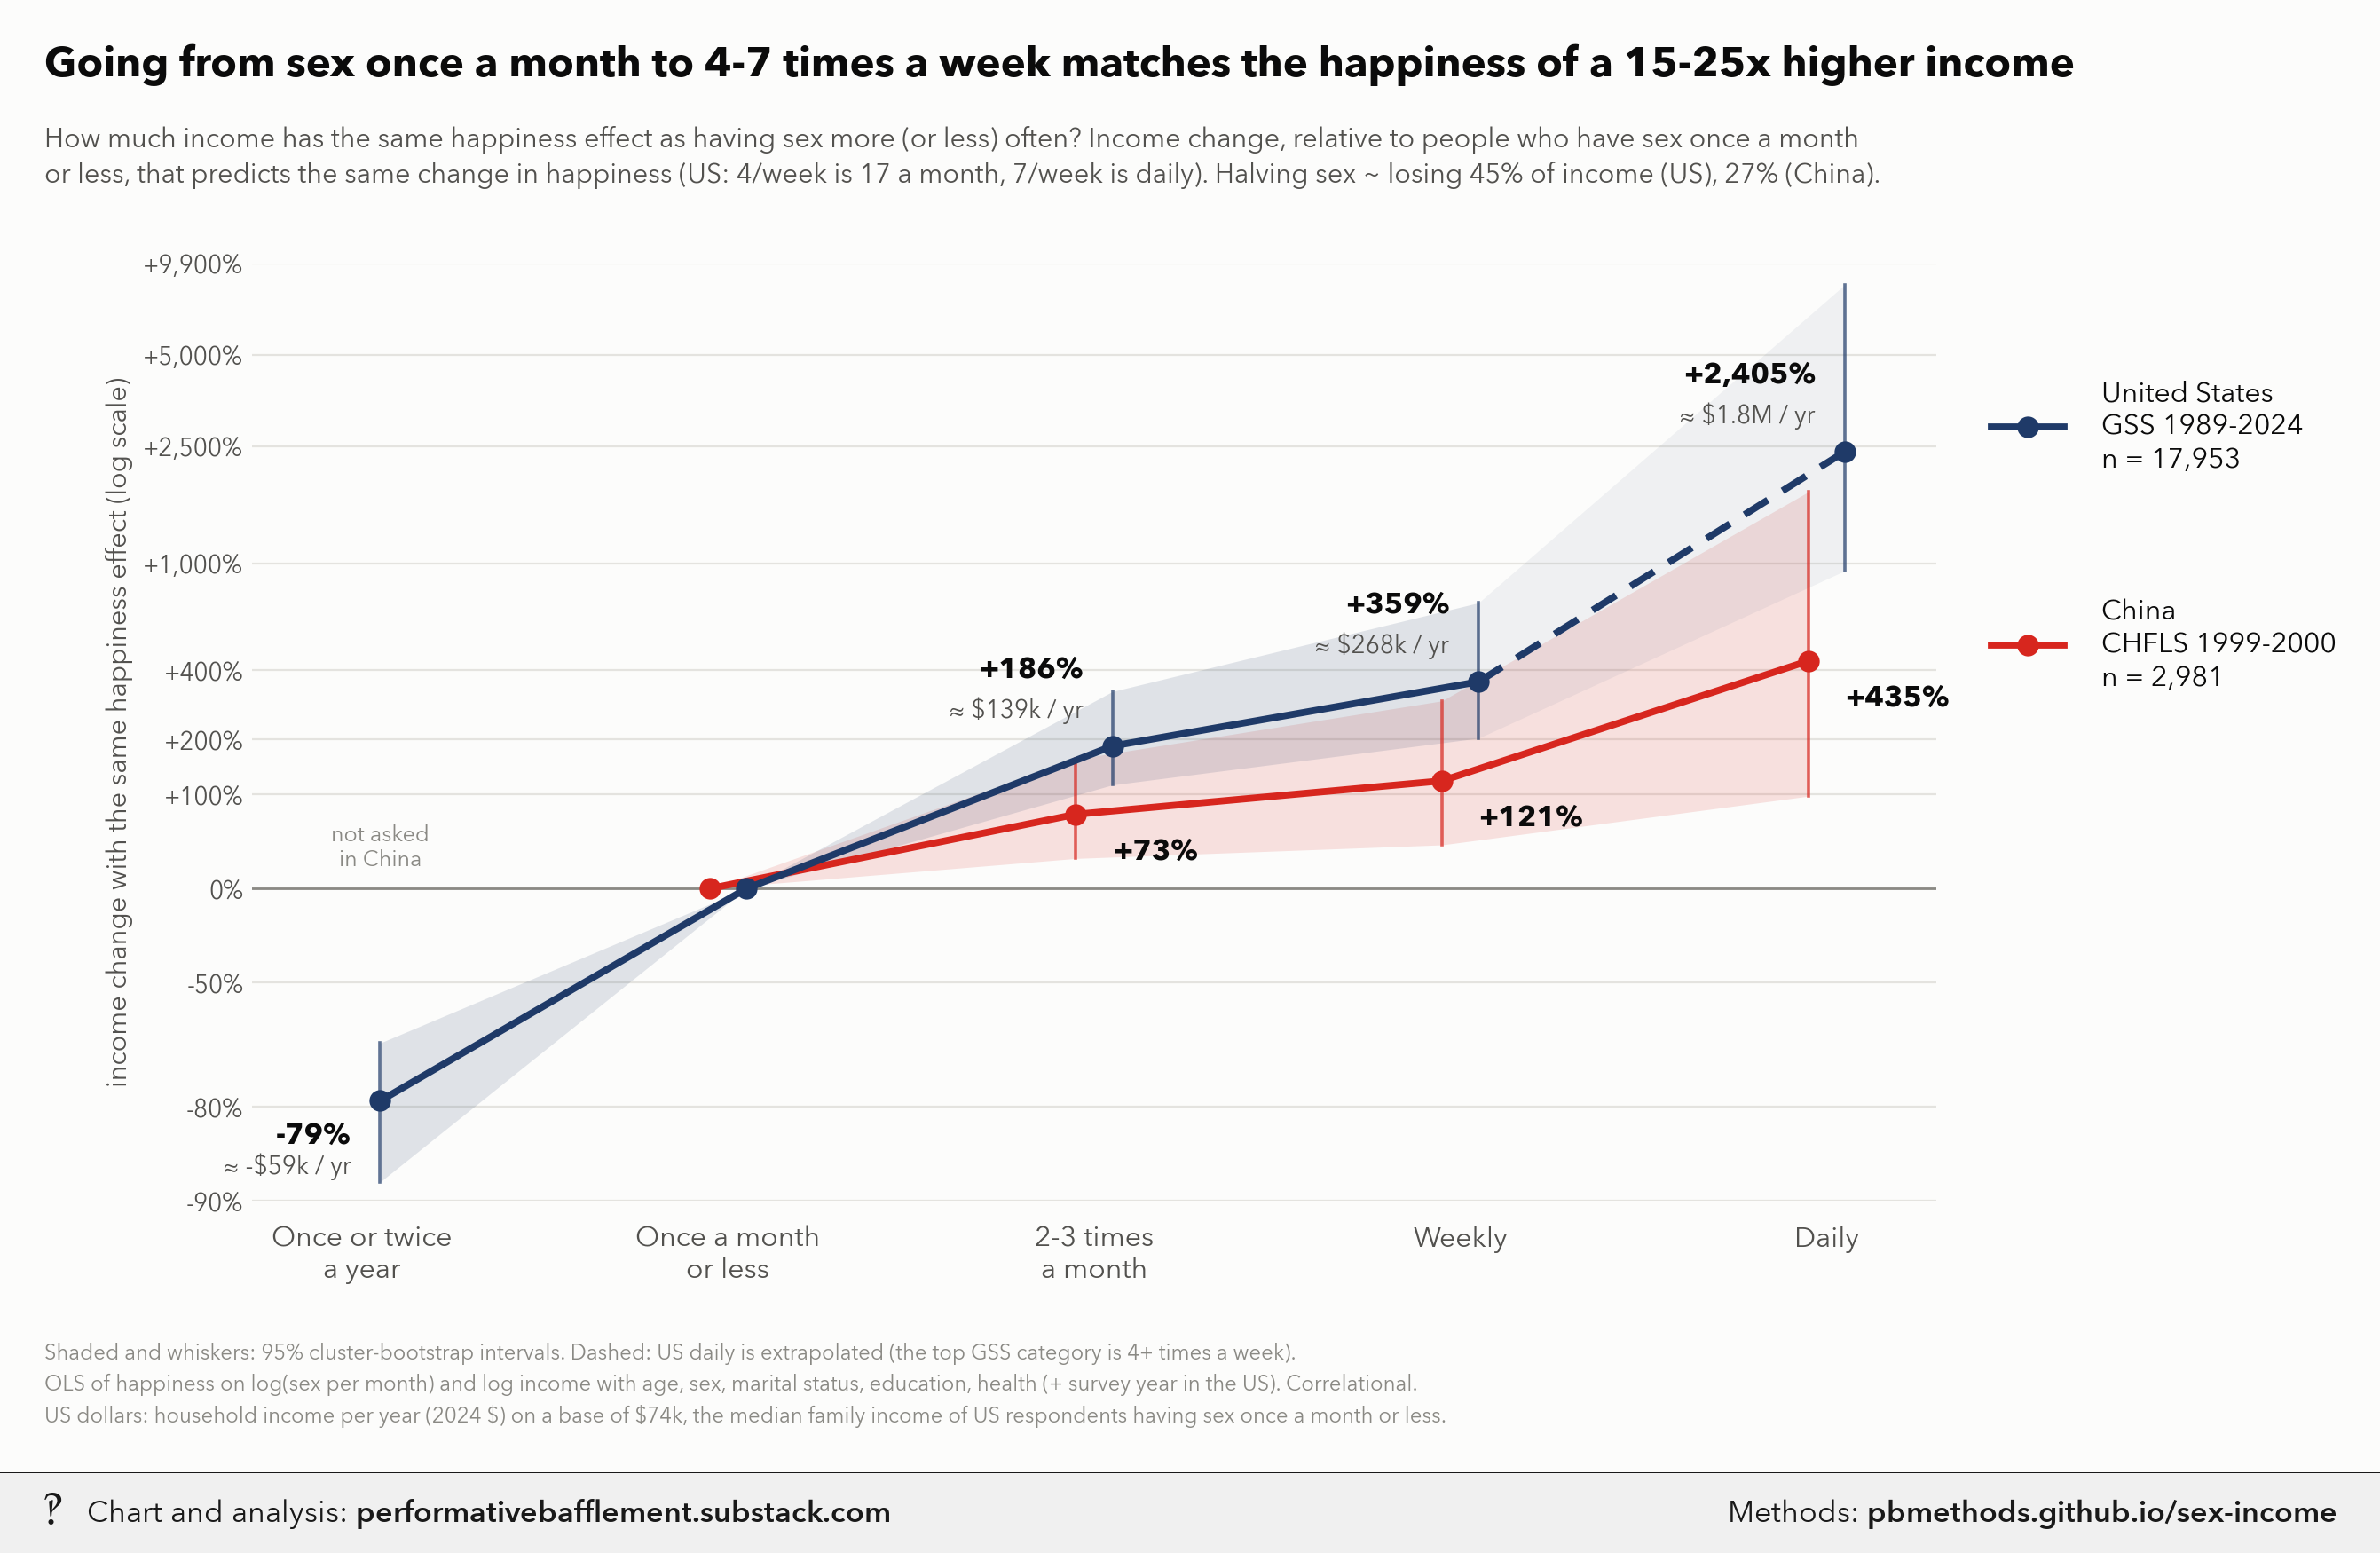 Going from sex once a month to 4-7 times a week matches the happiness of a 15-25x higher income
How much income has the same happiness effect as having sex more (or less) often? Income change, relative to people who have sex once a month
or less, that predicts the same change in happiness (US: 4/week is 17 a month, 7/week is daily). Halving sex ~ losing 45% of income (US), 27% (China).
income change with the same happiness effect (log scale)
+9,900%
+5,000%
+2,500%
+1,000%
+400%
+200%
+100%
0%
-50%
-80%
-90%
not asked
in China
-79%
≈ -$59k / yr
+186%
≈ $139k / yr
+359%
≈ $268k / yr
+2,405%
≈ $1.8M / yr
+73%
+121%
+435%
United States
GSS 1989-2024
n = 17,953
China
CHFLS 1999-2000
n = 2,981
Once or twice
a year
Once a month
or less
2-3 times
a month
Weekly
Daily
Shaded and whiskers: 95% cluster-bootstrap intervals. Dashed: US daily is extrapolated (the top GSS category is 4+ times a week).
OLS of happiness on log(sex per month) and log income with age, sex, marital status, education, health (+ survey year in the US). Correlational.
US dollars: household income per year (2024 $) on a base of $74k, the median family income of US respondents having sex once a month or less.
‽ Chart and analysis: performativebafflement.substack.com
Methods: pbmethods.github.io/sex-income